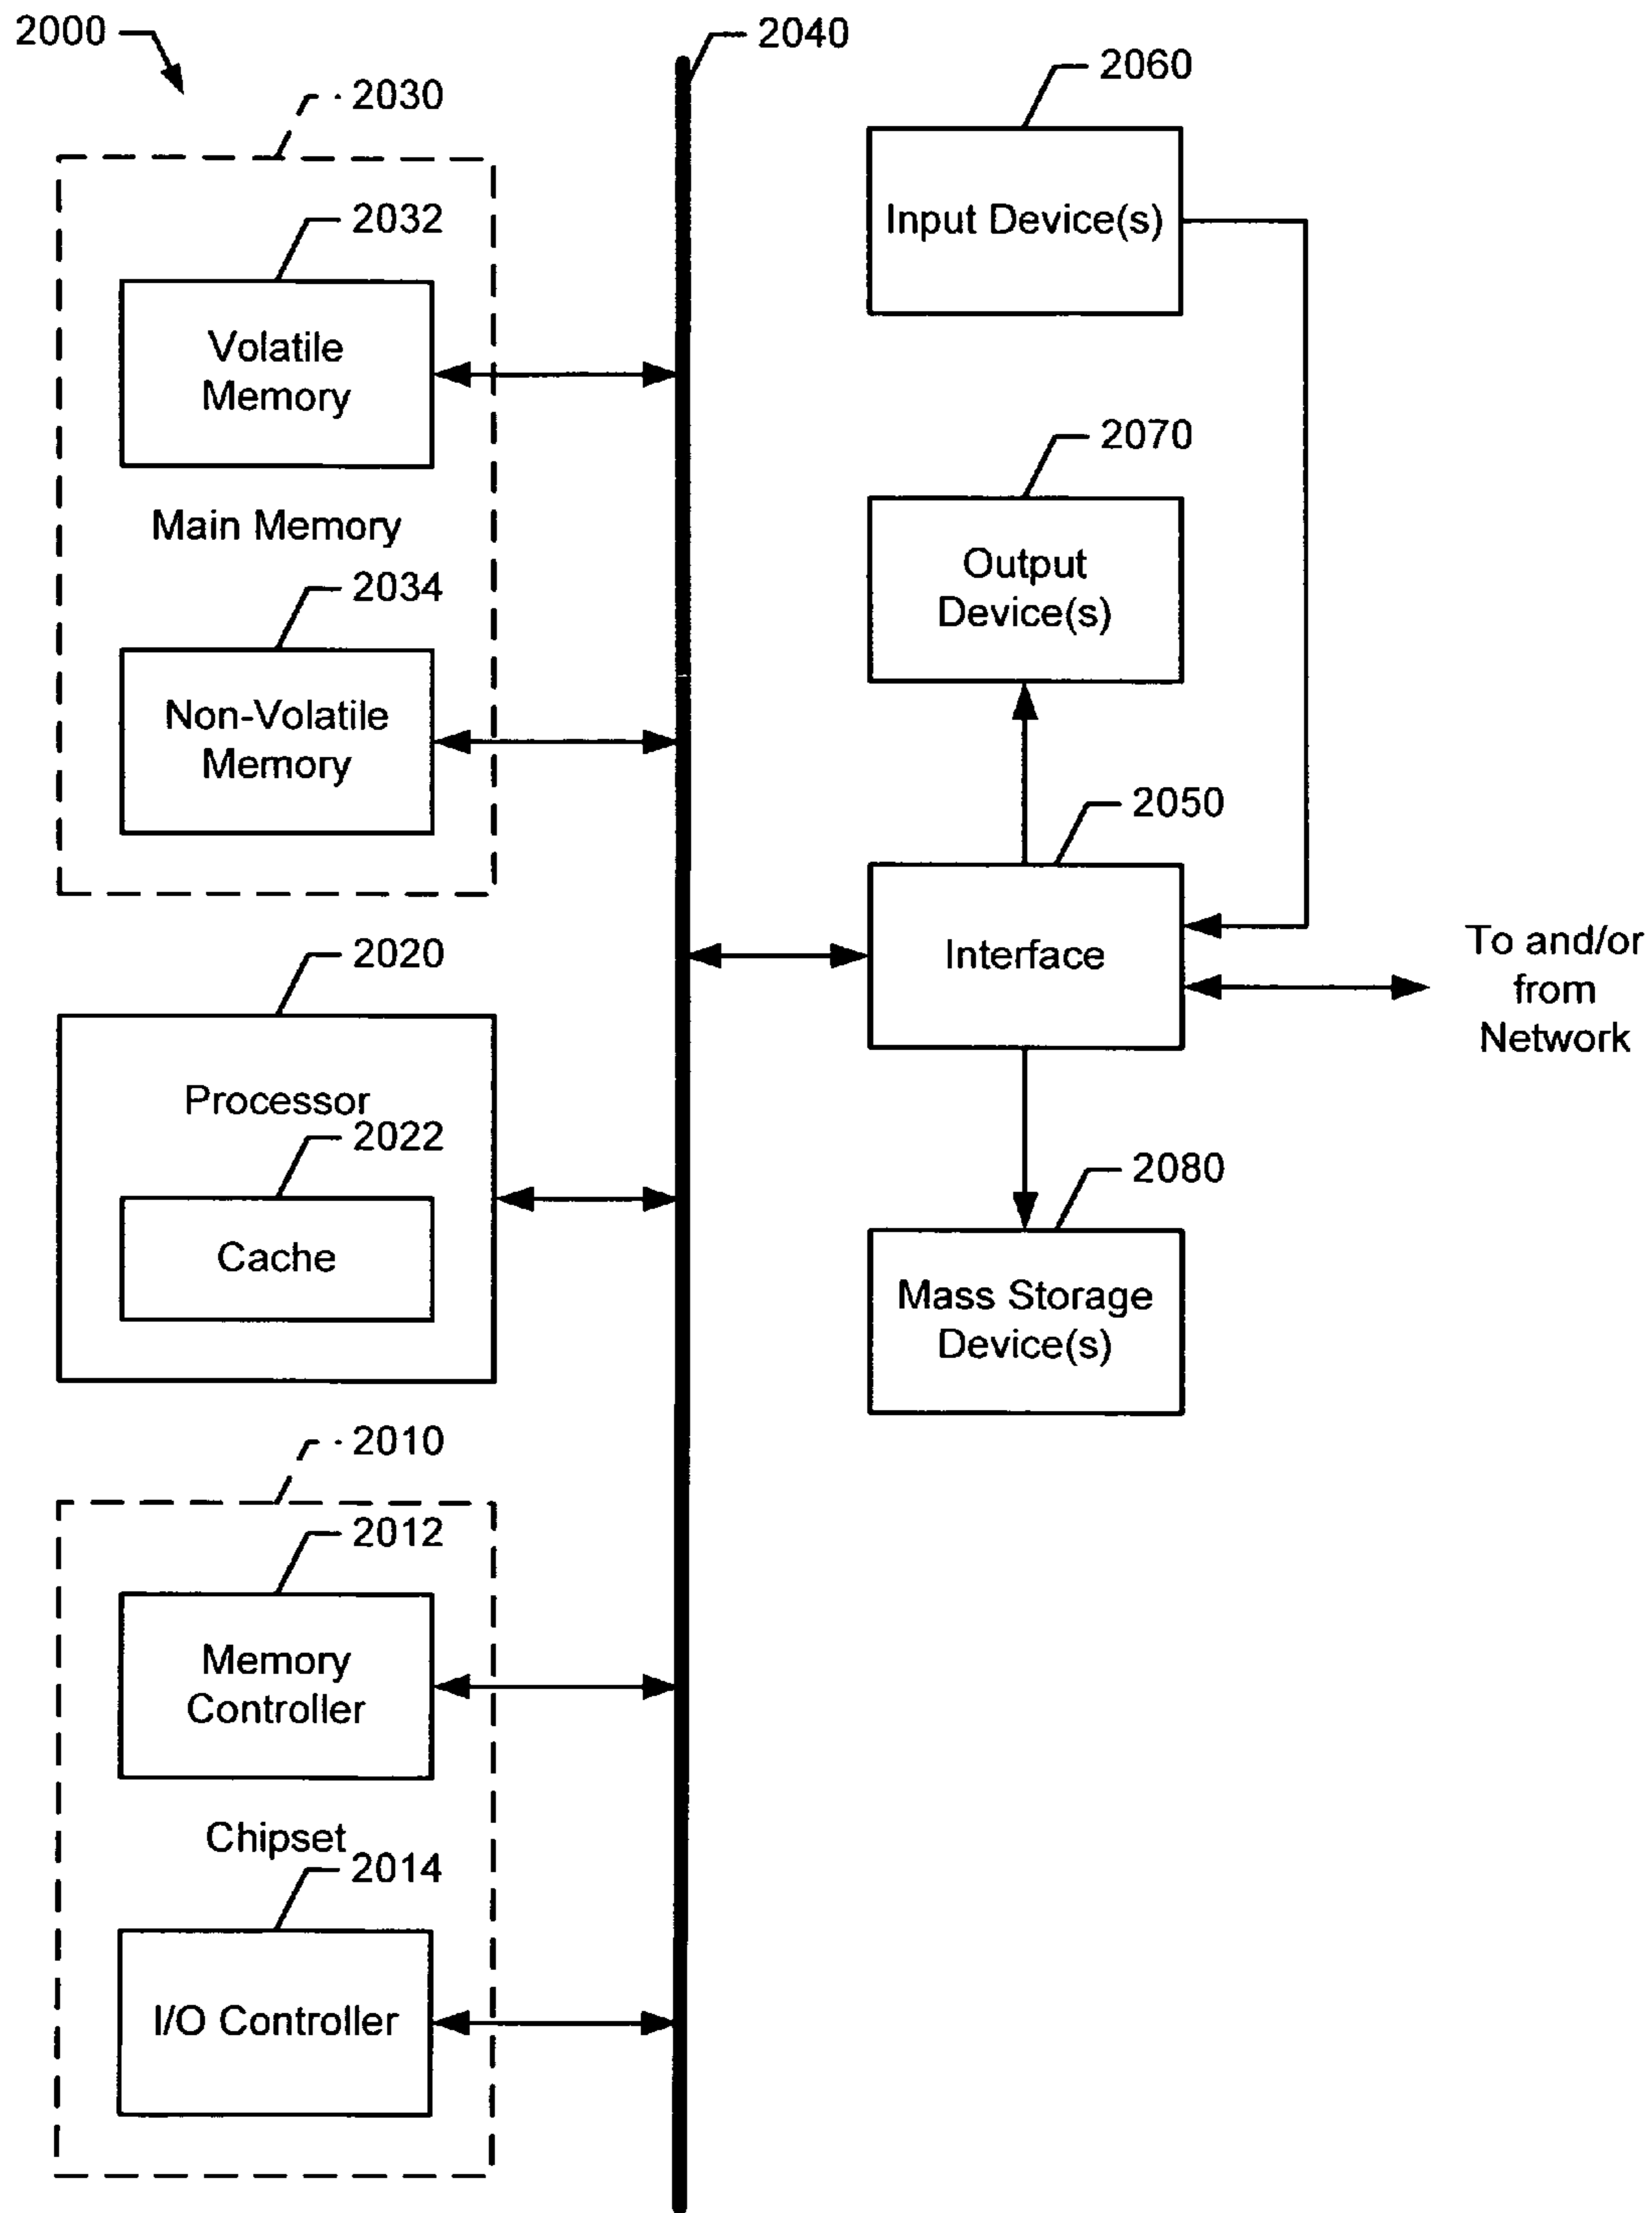 2000
2040
2060
2030
Input Device(s)
2032
Volatile
Memory
2070
Main Memory
Output
Device(s)
2034
Non-Volatile
Memory
2050
Interface
To and/or
from
Network
2020
Processor
2022
Cache
2080
Mass Storage
Device(s)
2010
2012
Memory
Controller
Chipset
2014
I/O Controller